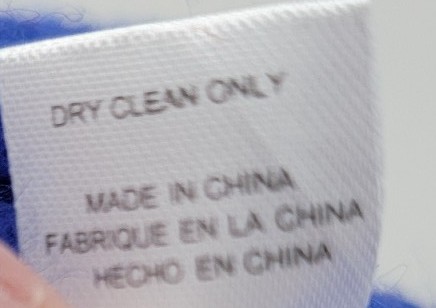 DRY CLEAN ONLY
MADE IN CHINA
FABRIQUE EN LA CHINA
HECHO EN CHINA